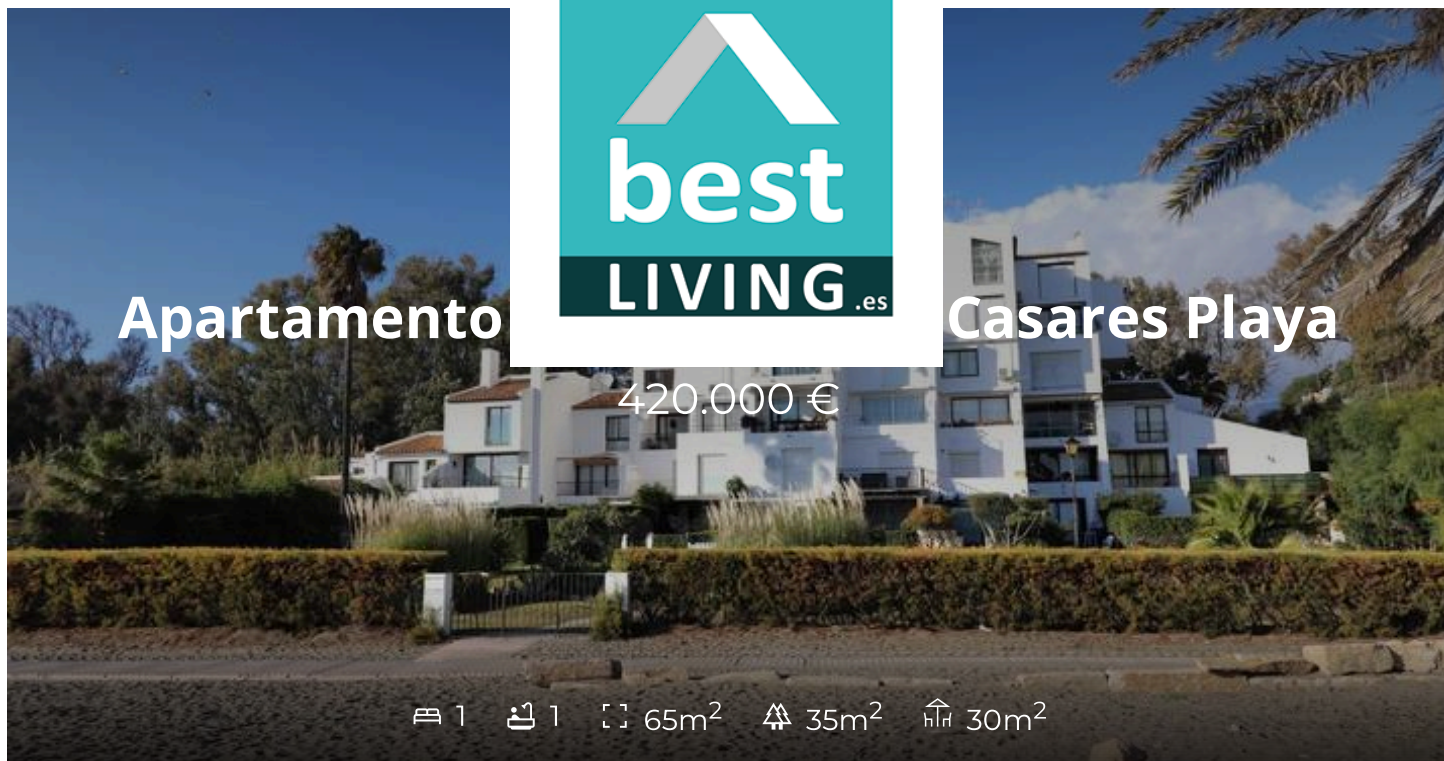 best
LIVING.es
Apartamento Casares Playa
420.000 €
1 1 65m² 35m² 30m²